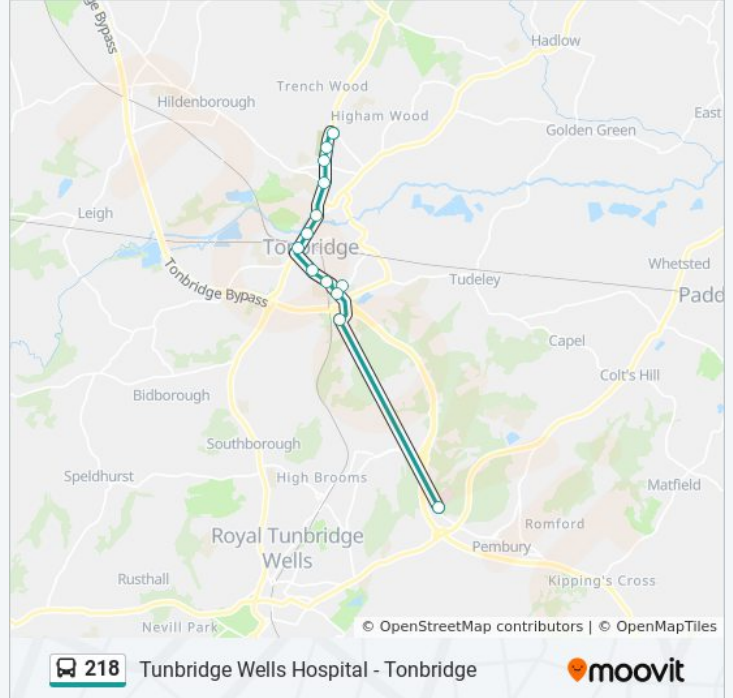 ge Bypass
Hadlow
Trench Wood
Hildenborough
Higham Wood
East
Golden Green
Leigh
Tonbridge
Whetsted
Tudeley
Tonbridge Bypass
Padd
Capel
Colt's Hill
Bidborough
Southborough
Speldhurst
High Brooms
Matfield
Romford
Royal Tunbridge
Wells
Pembury
Rusthall
Kipping's Cross
Nevill Park
© OpenStreetMap contributors | © OpenMapTiles
218 Tunbridge Wells Hospital - Tonbridge
moovit